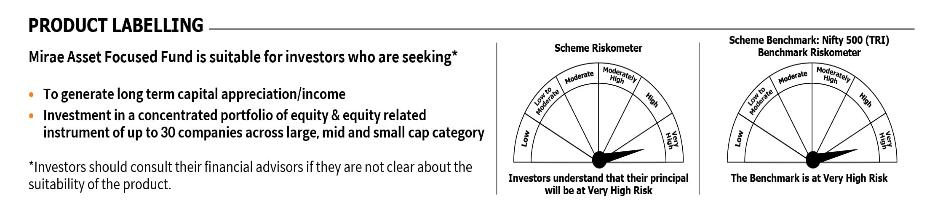 PRODUCT LABELLING
Mirae Asset Focused Fund is suitable for investors who are seeking*
• To generate long term capital appreciation/income
• Investment in a concentrated portfolio of equity & equity related
instrument of up to 30 companies across large, mid and small cap category
*Investors should consult their financial advisors if they are not clear about the
suitability of the product.
Scheme Riskometer
Low
Low to
Moderate
Moderate
Moderately
High
High
Very
High
Investors understand that their principal
will be at Very High Risk
Scheme Benchmark: Nifty 500 (TRI)
Benchmark Riskometer
Low
Low to
Moderate
Moderate
Moderately
High
High
Very
High
The Benchmark is at Very High Risk